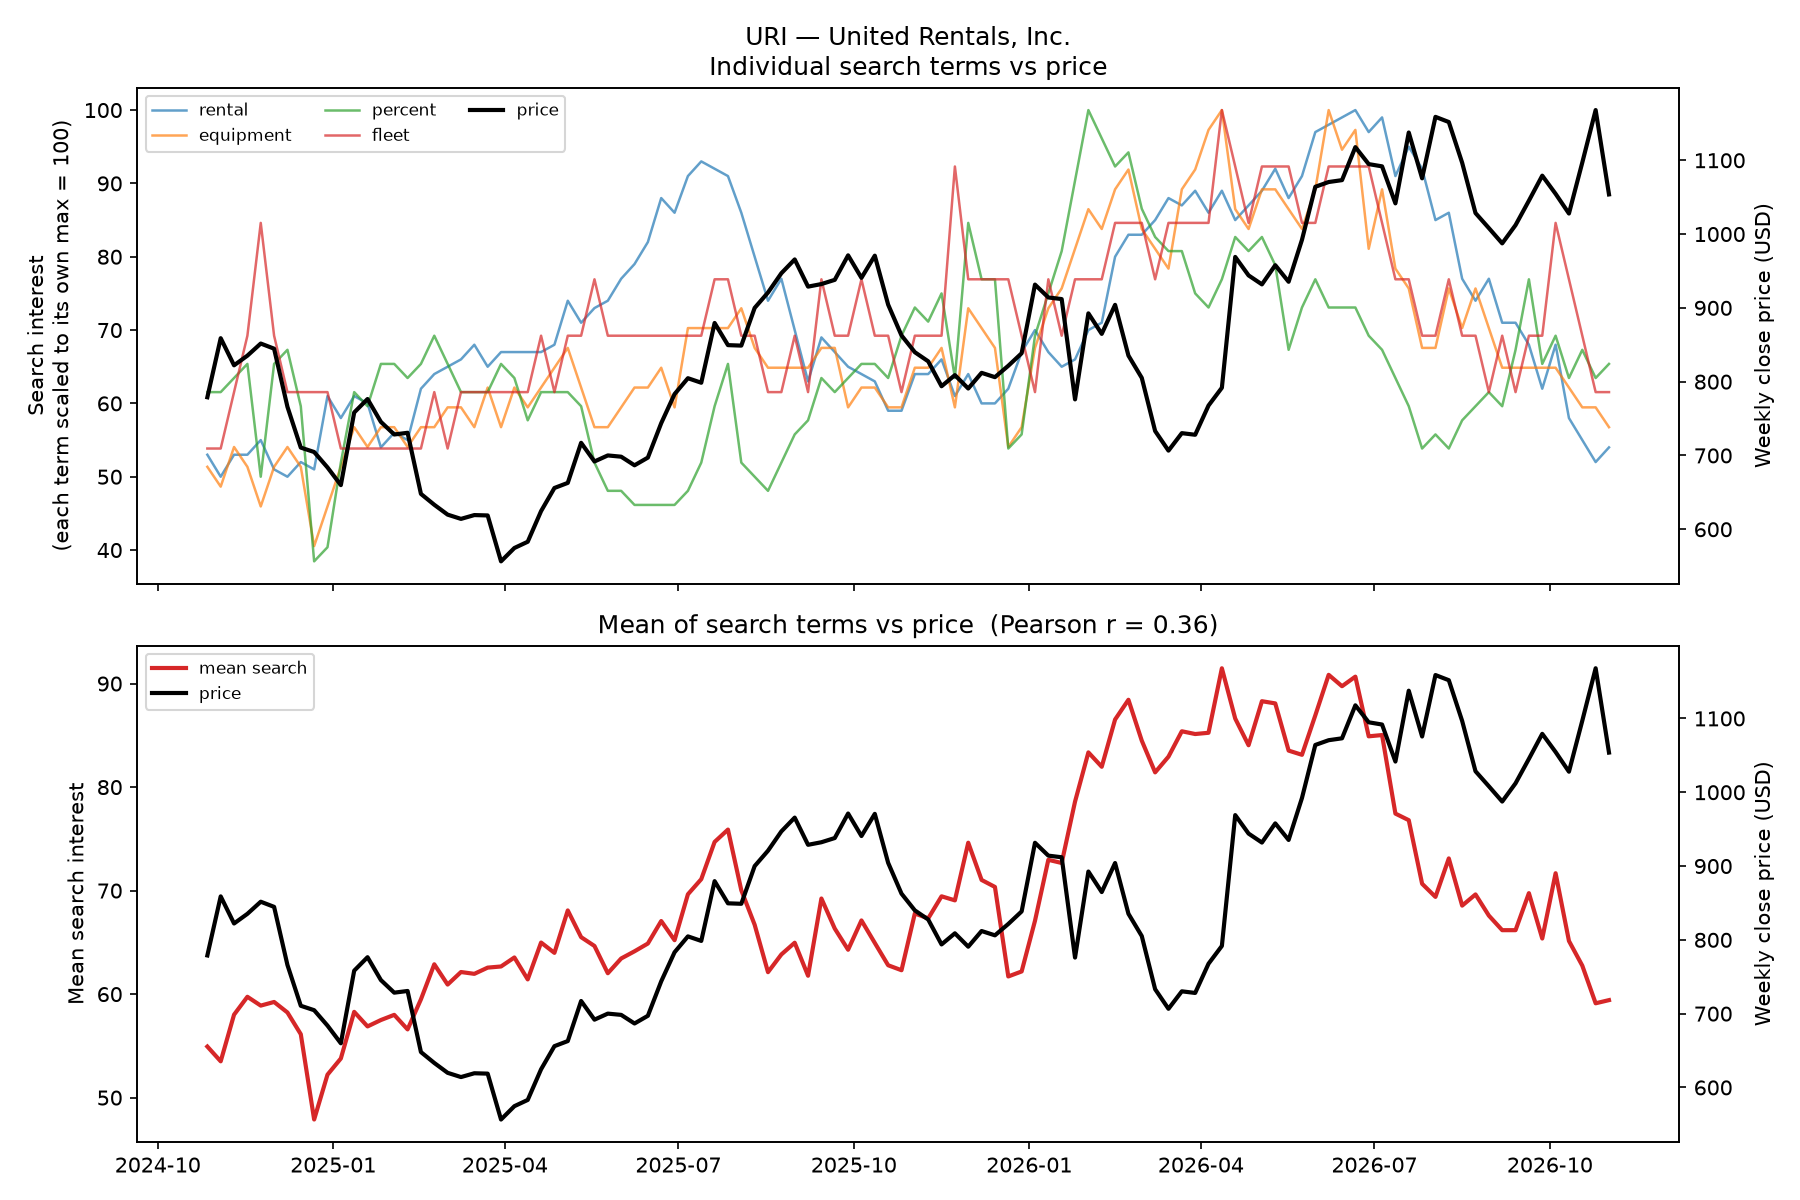 URI — United Rentals, Inc.
Individual search terms vs price
rental
equipment
percent
fleet
price
Search interest
(each term scaled to its own max = 100)
100
90
80
70
60
50
40
1100
1000
900
800
700
600
Weekly close price (USD)
Mean of search terms vs price (Pearson r = 0.36)
mean search
price
Mean search interest
90
80
70
60
50
1100
1000
900
800
700
600
Weekly close price (USD)
2024-10
2025-01
2025-04
2025-07
2025-10
2026-01
2026-04
2026-07
2026-10